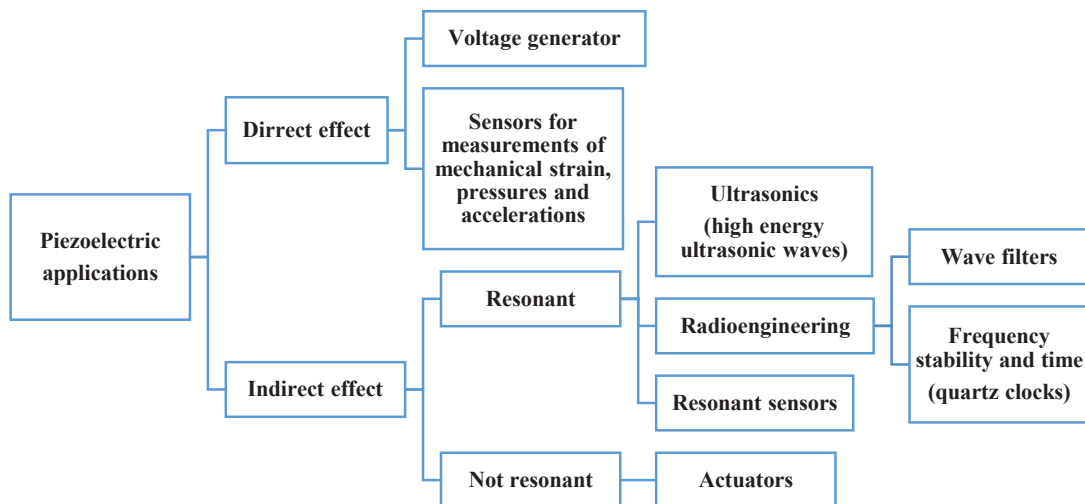 Piezoelectric
applications
Dirrect effect
Voltage generator
Sensors for
measurements of
mechanical strain,
pressures and
accelerations
Indirect effect
Resonant
Ultrasonics
(high energy
ultrasonic waves)
Radioengineering
Wave filters
Frequency
stability and time
(quartz clocks)
Resonant sensors
Not resonant
Actuators